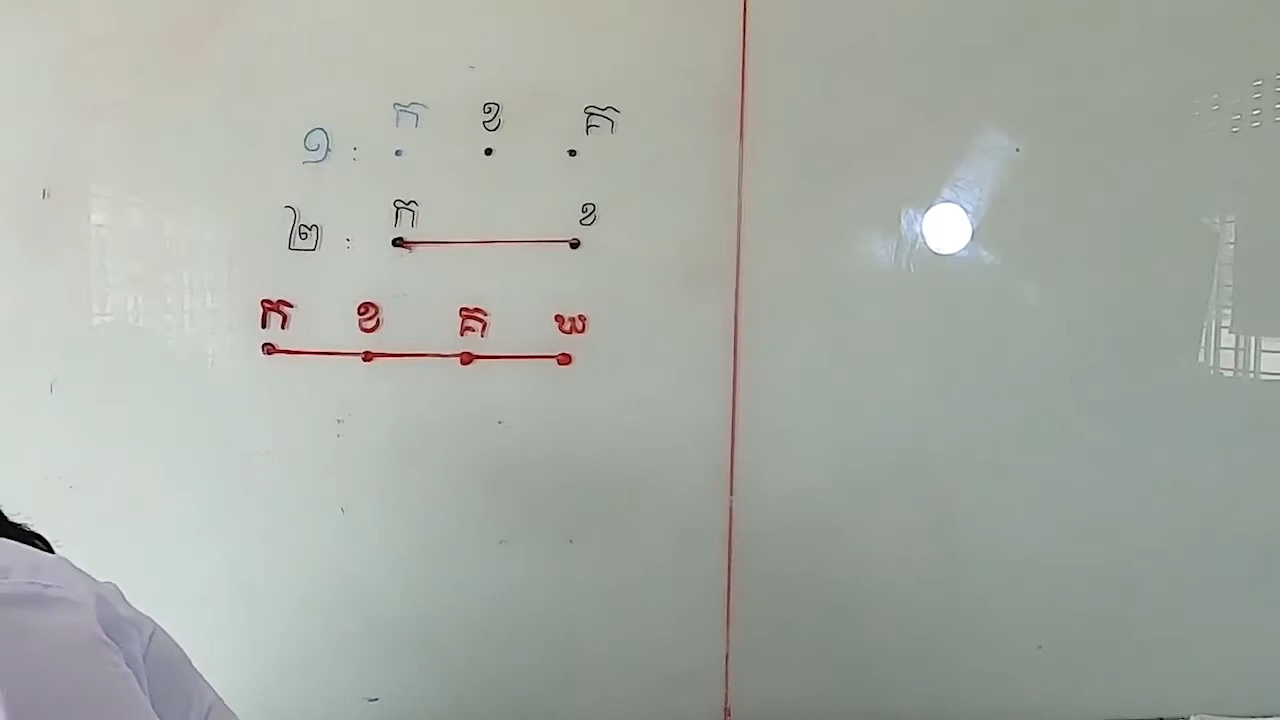 ១ : ក ខ គ
២ : ក ខ
ក ខ គ ឃ